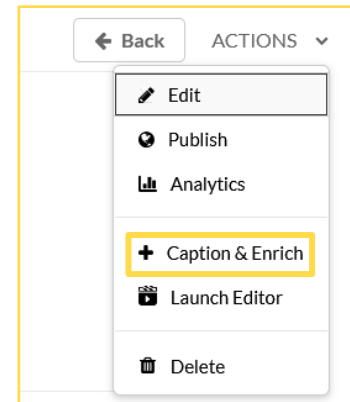 Back ACTIONS
Edit
Publish
Analytics
Caption & Enrich
Launch Editor
Delete